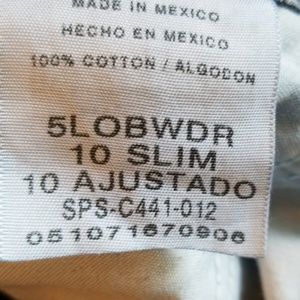 MADE IN MEXICO
HECHO EN MEXICO
100% COTTON / ALGODON
5LOBWDR
10 SLIM
10 AJUSTADO
SPS-C441-012
051071670906